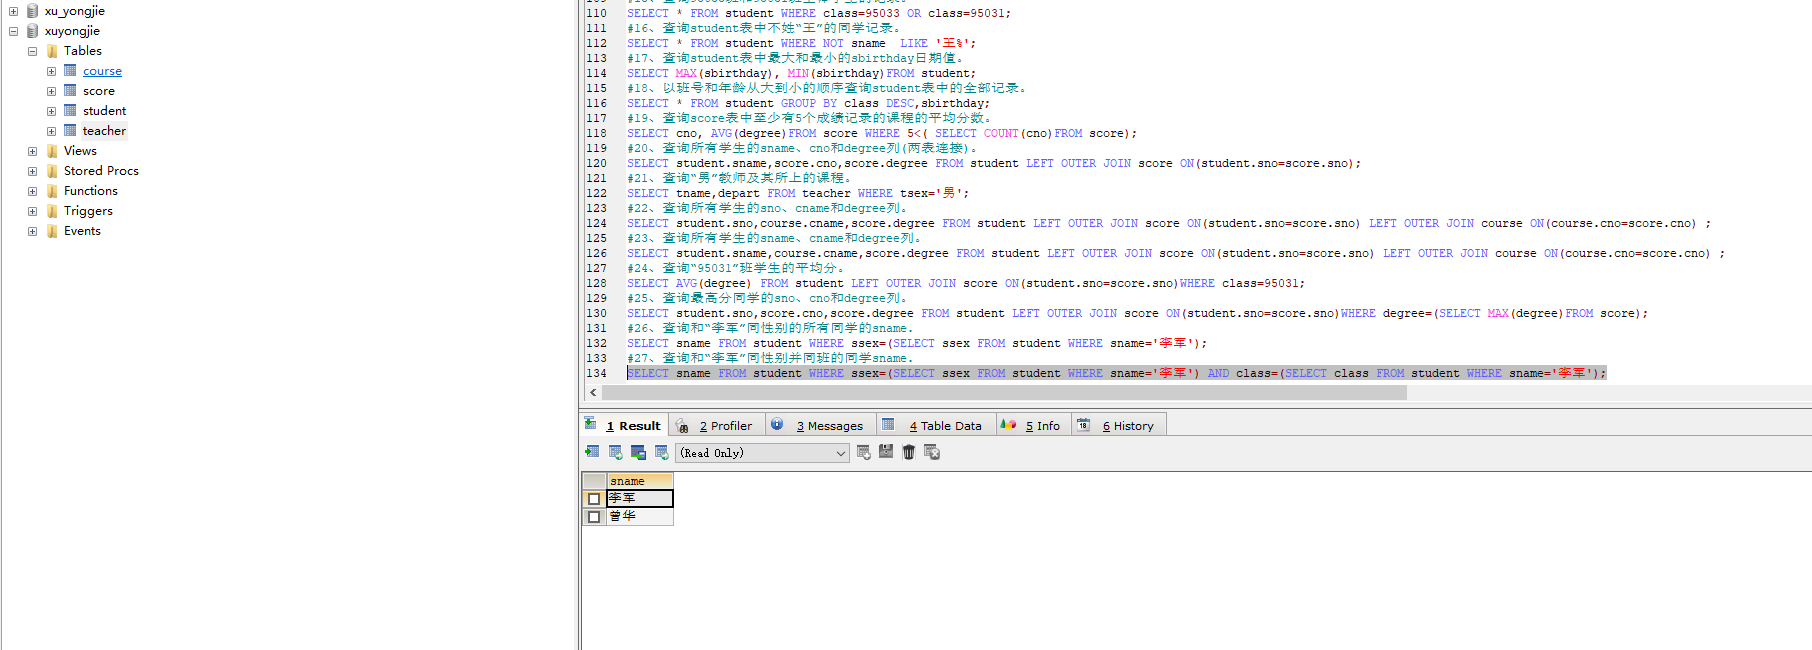 xu_yongjie
xuyongjie
Tables
course
score
student
teacher
Views
Stored Procs
Functions
Triggers
Events
110 SELECT * FROM student WHERE class=95033 OR class=95031;
111 #16、查询student表中不姓“王”的同学记录。
112 SELECT * FROM student WHERE NOT sname  LIKE '王%';
113 #17、查询student表中最大和最小的sbirthday日期值。
114 SELECT MAX(sbirthday), MIN(sbirthday)FROM student;
115 #18、以班号和年龄从大到小的顺序查询student表中的全部记录。
116 SELECT * FROM student GROUP BY class DESC,sbirthday;
117 #19、查询score表中至少有5个成绩记录的课程的平均分数。
118 SELECT cno, AVG(degree)FROM score WHERE 5<( SELECT COUNT(cno)FROM score);
119 #20、查询所有学生的sname、cno和degree列(两表连接)。
120 SELECT student.sname,score.cno,score.degree FROM student LEFT OUTER JOIN score ON(student.sno=score.sno);
121 #21、查询“男”教师及其所上的课程。
122 SELECT tname,depart FROM teacher WHERE tsex='男';
123 #22、查询所有学生的sno、cname和degree列。
124 SELECT student.sno,course.cname,score.degree FROM student LEFT OUTER JOIN score ON(student.sno=score.sno) LEFT OUTER JOIN course ON(course.cno=score.cno) ;
125 #23、查询所有学生的sname、cname和degree列。
126 SELECT student.sname,course.cname,score.degree FROM student LEFT OUTER JOIN score ON(student.sno=score.sno) LEFT OUTER JOIN course ON(course.cno=score.cno) ;
127 #24、查询“95031”班学生的平均分。
128 SELECT AVG(degree) FROM student LEFT OUTER JOIN score ON(student.sno=score.sno)WHERE class=95031;
129 #25、查询最高分同学的sno、cno和degree列。
130 SELECT student.sno,score.cno,score.degree FROM student LEFT OUTER JOIN score ON(student.sno=score.sno)WHERE degree=(SELECT MAX(degree)FROM score);
131 #26、查询和“李军”同性别的所有同学的sname.
132 SELECT sname FROM student WHERE ssex=(SELECT ssex FROM student WHERE sname='李军');
133 #27、查询和“李军”同性别并同班的同学sname.
134 SELECT sname FROM student WHERE ssex=(SELECT ssex FROM student WHERE sname='李军') AND class=(SELECT class FROM student WHERE sname='李军');
1 Result 2 Profiler 3 Messages 4 Table Data 5 Info 18 6 History
(Read Only)
sname
李军
曾华